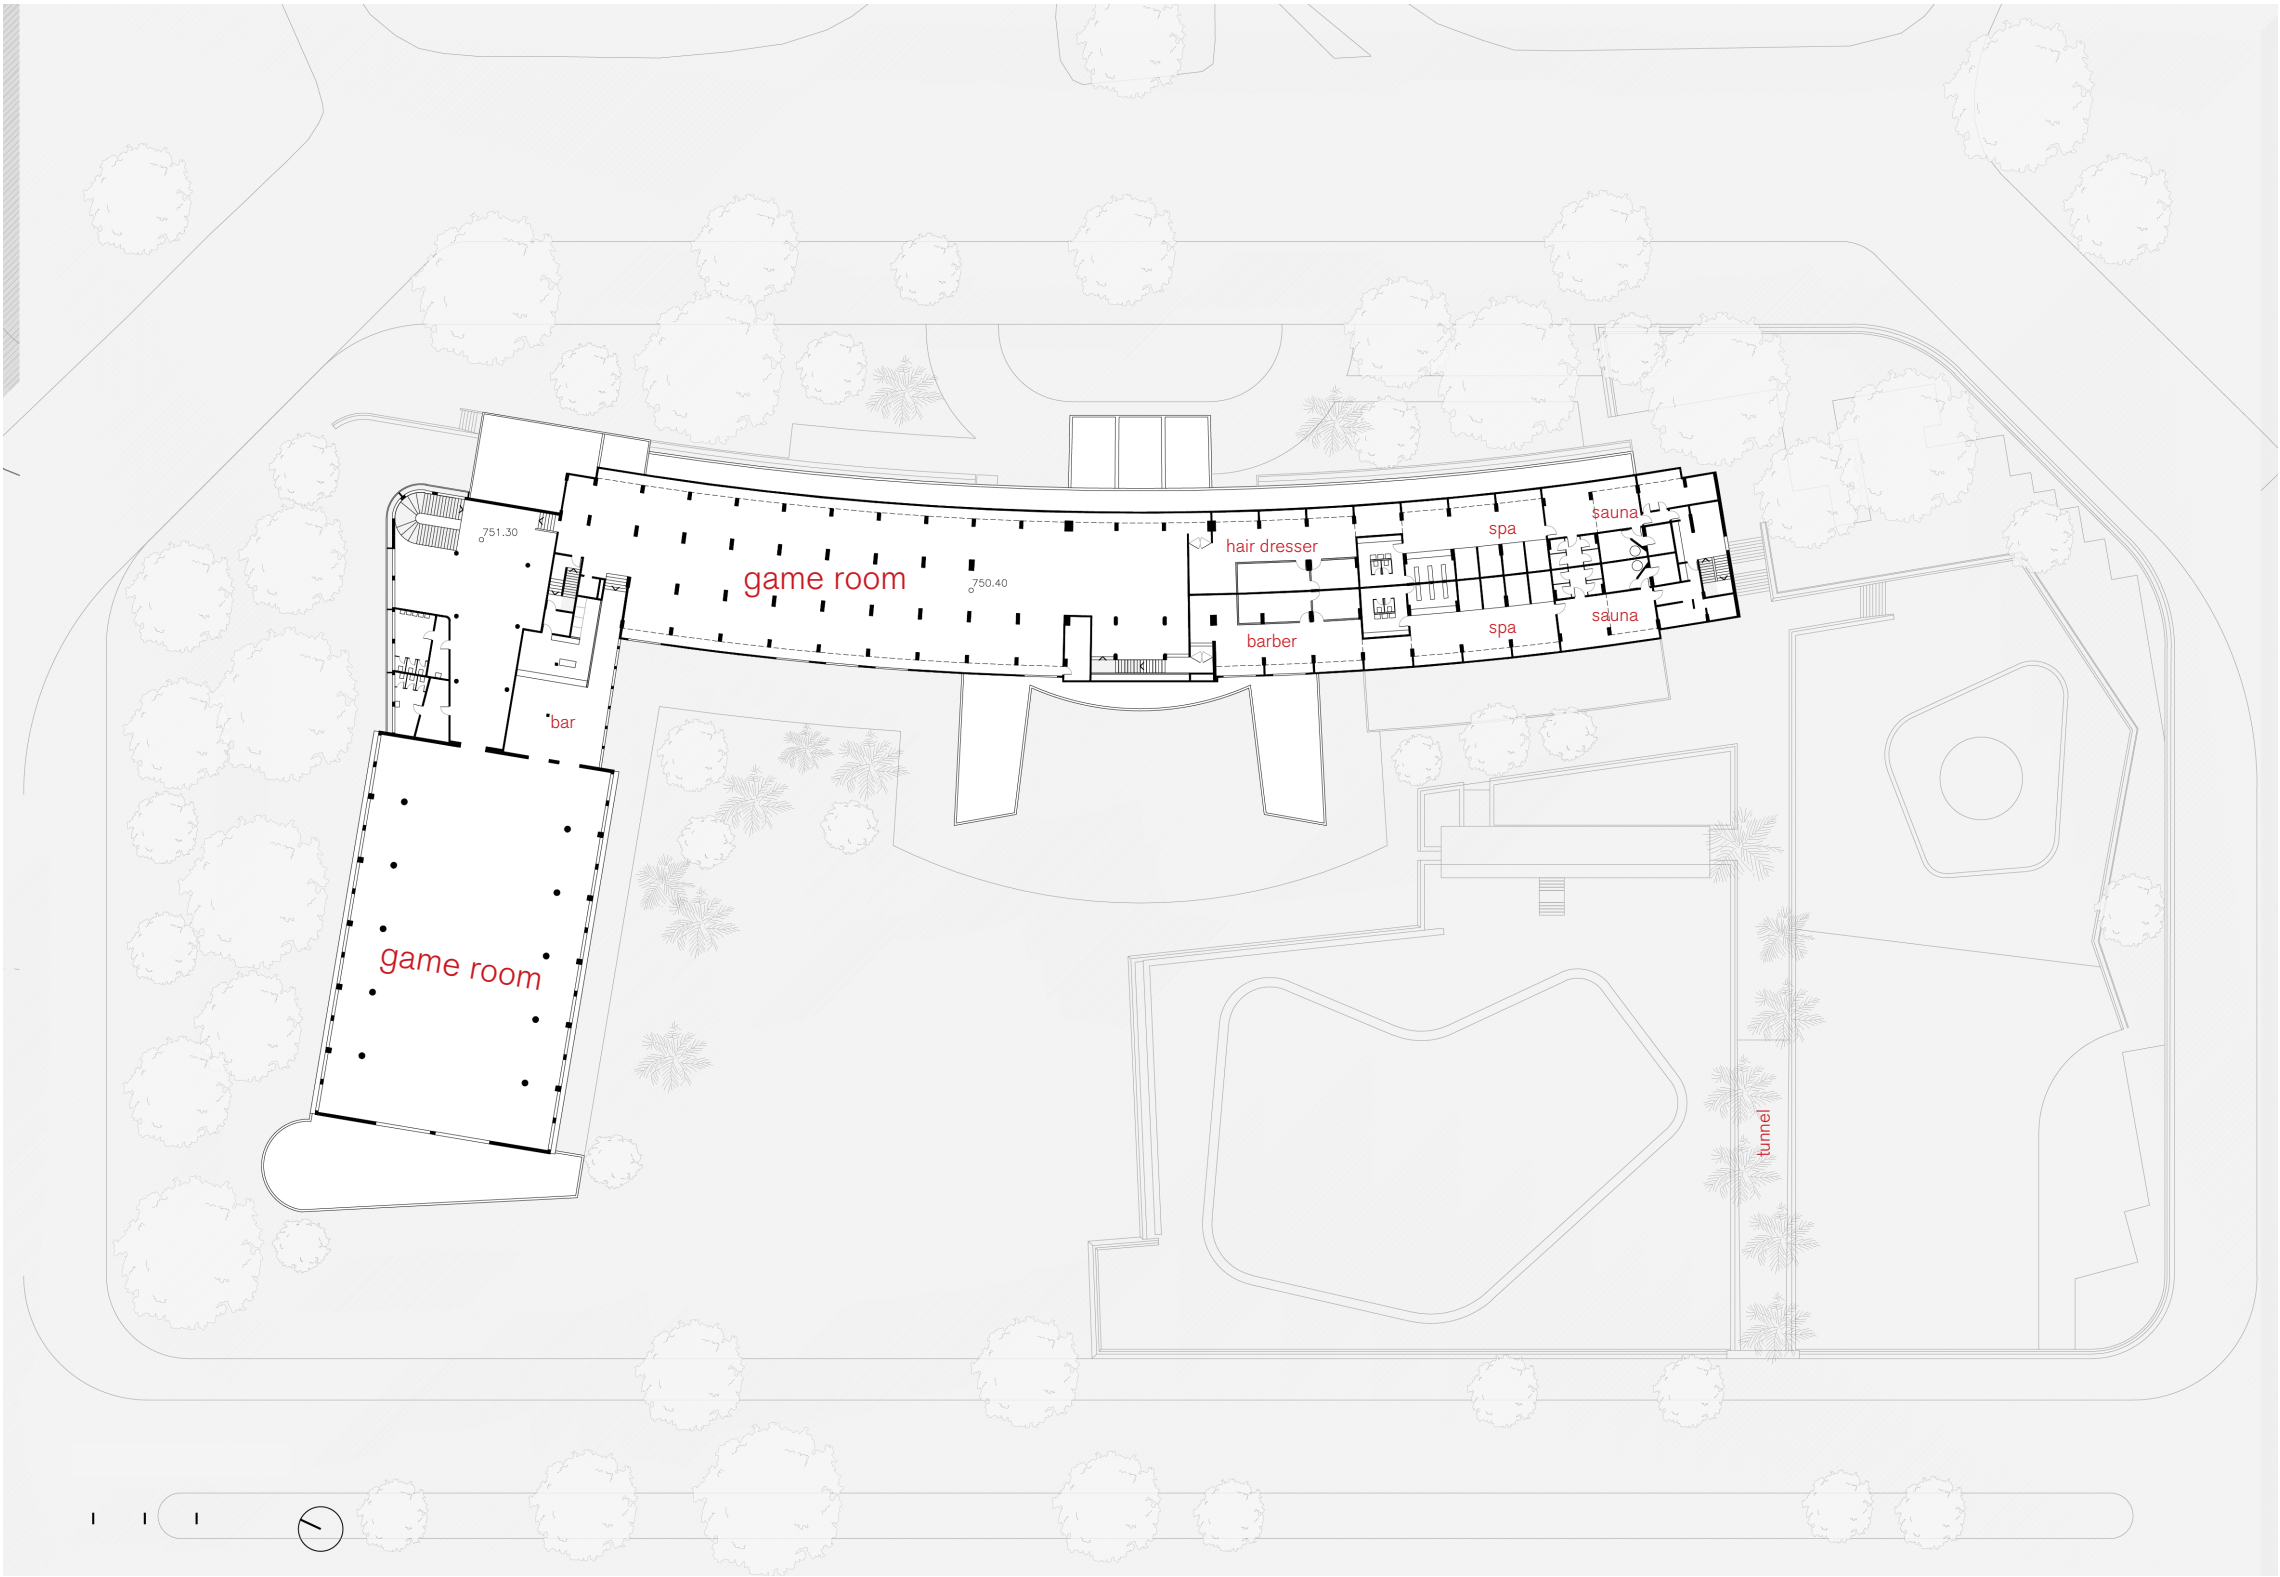 751.30
sauna
spa
hair dresser
game room
750.40
sauna
spa
barber
bar
game room
tunnel